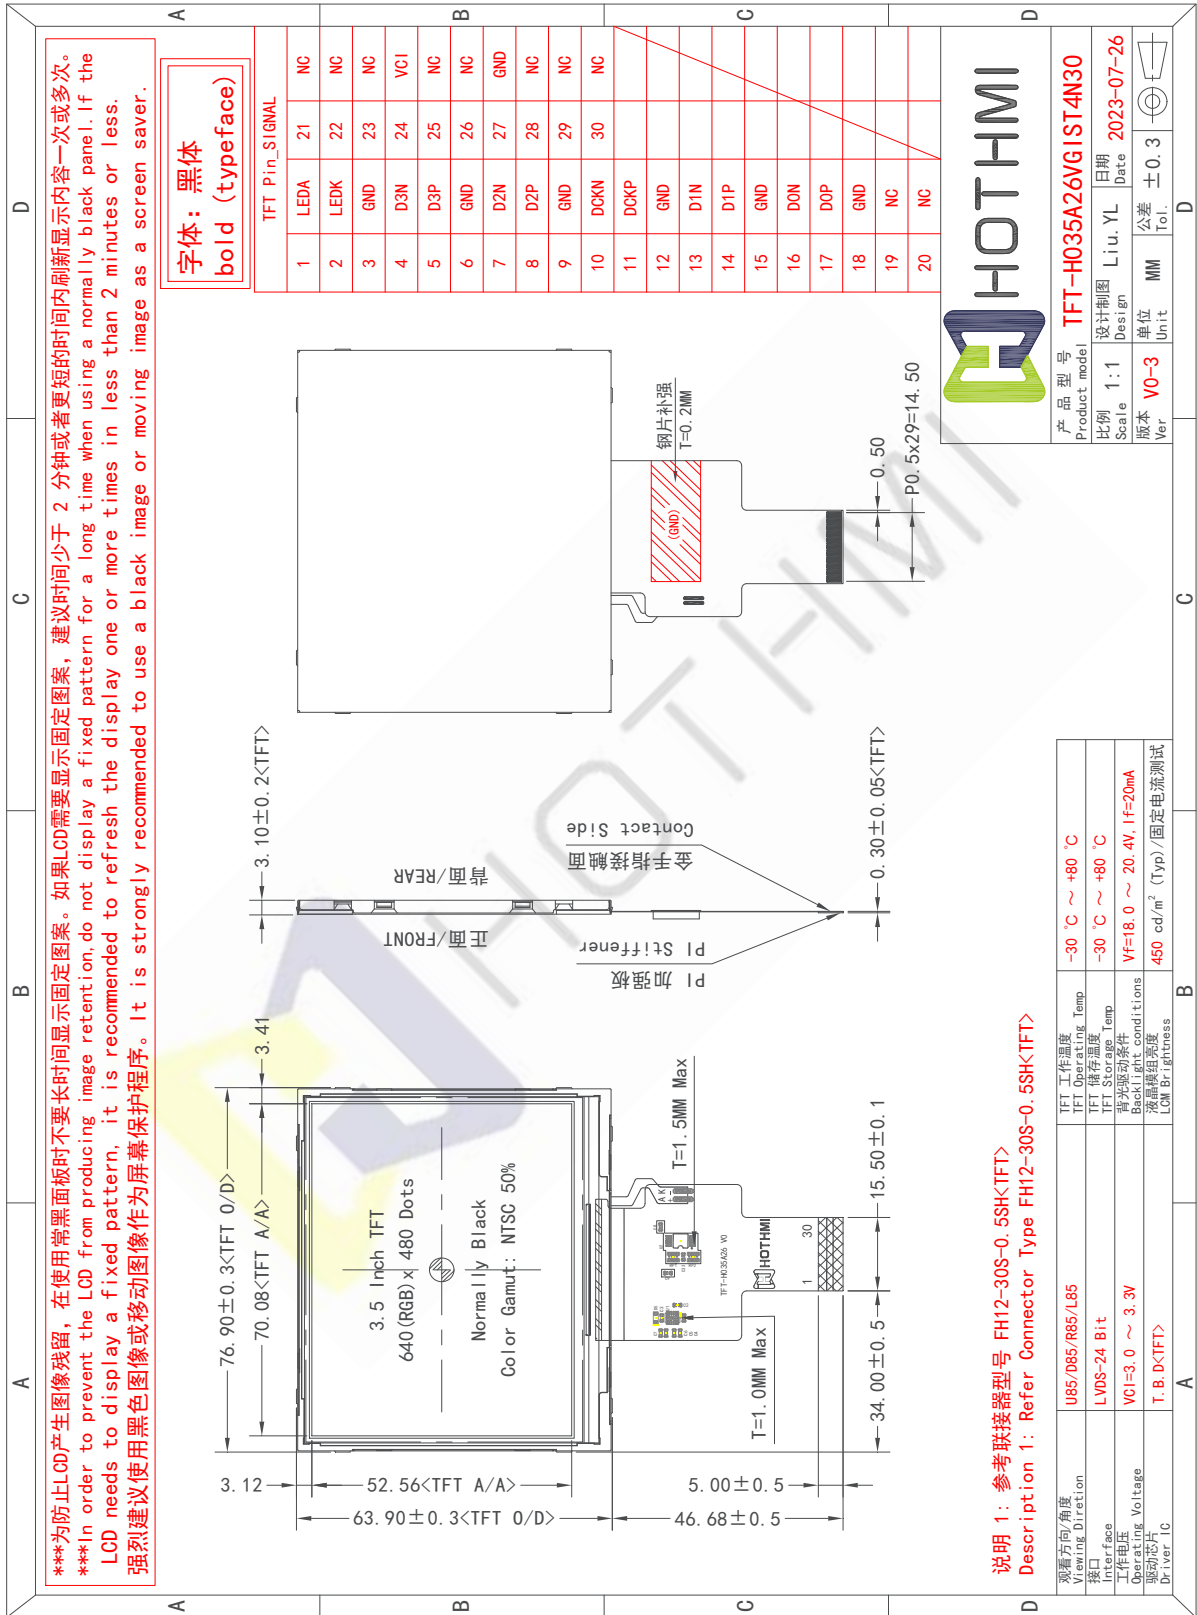 ***为防止LCD产生图像残留，在使用常黑面板时不要长时间显示固定图案。如果LCD需要显示固定图案，建议时间少于 2 分钟或者更短的时间内刷新显示内容一次或多次。
***In order to prevent the LCD from producing image retention,do not display a fixed pattern for a long time when using a normally black panel.If the
LCD needs to display a fixed pattern, it is recommended to refresh the display one or more times in less than 2 minutes or less.
强烈建议使用黑色图像或移动图像作为屏幕保护程序。It is strongly recommended to use a black image or moving image as a screen saver.
字体: 黑体
bold (typeface)
TFT Pin_SIGNAL
1 LEDA 21 NC
2 LEDK 22 NC
3 GND 23 NC
4 D3N 24 VCI
5 D3P 25 NC
6 GND 26 NC
7 D2N 27 GND
8 D2P 28 NC
9 GND 29 NC
10 DCKN 30 NC
11 DCKP
12 GND
13 D1N
14 D1P
15 GND
16 D0N
17 D0P
18 GND
19 NC
20 NC
76.90±0.3<TFT O/D>
70.08<TFT A/A>
3.41
3.12
52.56<TFT A/A>
63.90±0.3<TFT O/D>
5.00±0.5
46.68±0.5
3.5 Inch TFT
640(RGB)x 480 Dots
Normally Black
Color Gamut: NTSC 50%
T=1.5MM Max
T=1.0MM Max
A K
TFT-H035A26 V0
HOTHMI
1 30
34.00±0.5
15.50±0.1
3.10±0.2<TFT>
背面/REAR
正面/FRONT
金手指接触面
Contact Side
PI 加强板
PI Stiffener
0.30±0.05<TFT>
钢片补强
T=0.2MM
(GND)
0.50
P0.5x29=14.50
说明 1: 参考联接器型号 FH12-30S-0.5SH<TFT>
Description 1: Refer Connector Type FH12-30S-0.5SH<TFT>
观看方向/角度
Viewing Diretion
U85/D85/R85/L85
接口
Interface
LVDS-24 Bit
工作电压
Operating Voltage
VCI=3.0 ~ 3.3V
驱动芯片
Driver IC
T.B.D<TFT>
TFT 工作温度
TFT Operating Temp
-30 ℃ ~ +80 ℃
TFT 储存温度
TFT Storage Temp
-30 ℃ ~ +80 ℃
背光驱动条件
Backlight conditions
Vf=18.0 ~ 20.4V,If=20mA
液晶模组亮度
LCM Brightness
450 cd/m² (Typ)/固定电流测试
HOTHMI
产品型号
Product model
TFT-H035A26VGIST4N30
比例
Scale
1:1
设计制图
Design
Liu.YL
日期
Date
2023-07-26
版本
Ver
V0-3
单位
Unit
MM
公差
Tol.
±0.3
HOTHMI
A
B
C
D
A
B
C
D
A
B
C
D
A
B
C
D